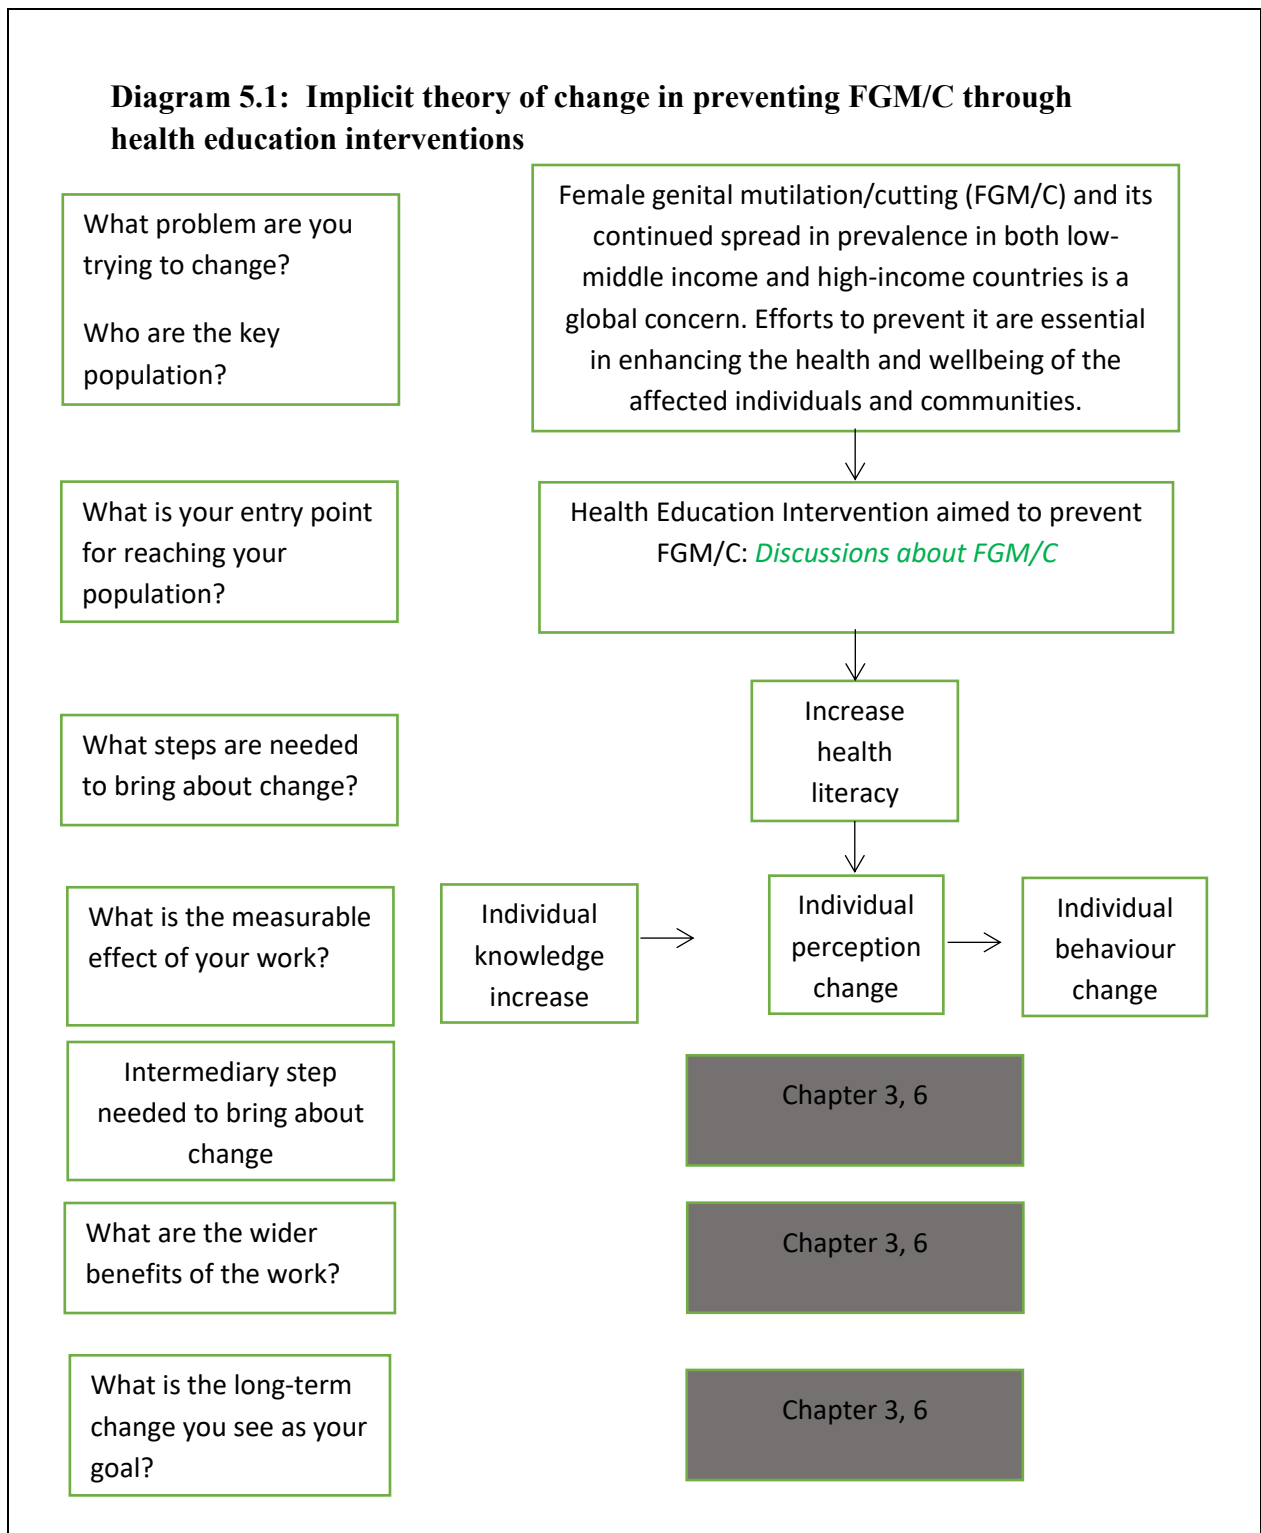 Diagram 5.1: Implicit theory of change in preventing FGM/C through
health education interventions
What problem are you
trying to change?
Who are the key
population?
Female genital mutilation/cutting (FGM/C) and its
continued spread in prevalence in both low-
middle income and high-income countries is a
global concern. Efforts to prevent it are essential
in enhancing the health and wellbeing of the
affected individuals and communities.
What is your entry point
for reaching your
population?
Health Education Intervention aimed to prevent
FGM/C: Discussions about FGM/C
What steps are needed
to bring about change?
Increase
health
literacy
What is the measurable
effect of your work?
Individual
knowledge
increase
Individual
perception
change
Individual
behaviour
change
Intermediary step
needed to bring about
change
Chapter 3, 6
What are the wider
benefits of the work?
Chapter 3, 6
What is the long-term
change you see as your
goal?
Chapter 3, 6